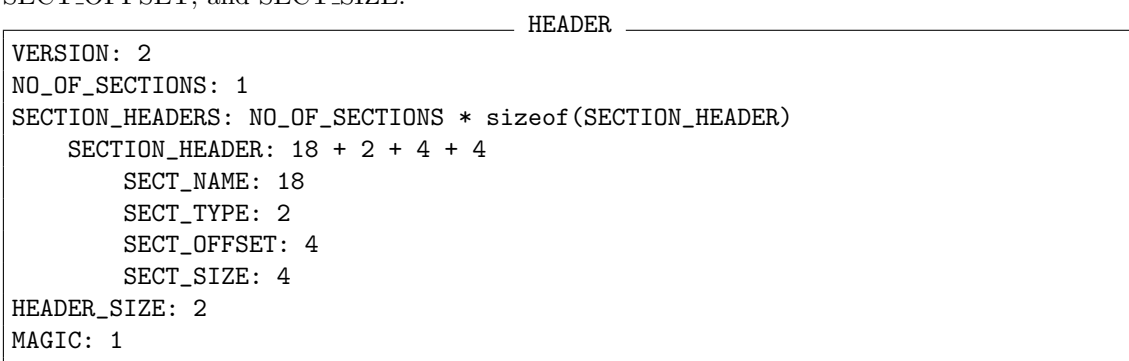 SECT_OFFSET, and SECT_SIZE.
HEADER
VERSION: 2
NO_OF_SECTIONS: 1
SECTION_HEADERS: NO_OF_SECTIONS * sizeof(SECTION_HEADER)
    SECTION_HEADER: 18 + 2 + 4 + 4
        SECT_NAME: 18
        SECT_TYPE: 2
        SECT_OFFSET: 4
        SECT_SIZE: 4
HEADER_SIZE: 2
MAGIC: 1